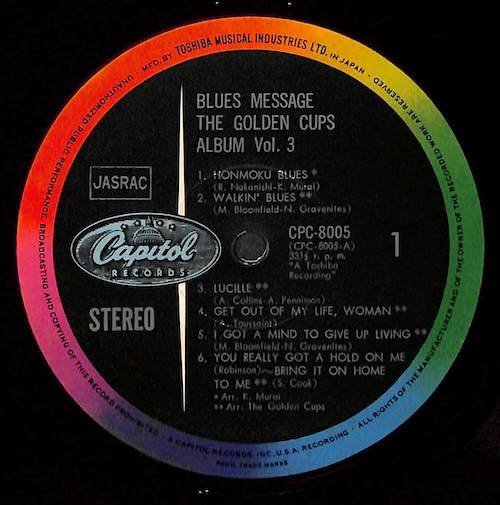 UNAUTHORIZED PUBLIC PERFORMANCE, BROADCASTING AND COPYING OF THIS RECORD PROHIBITED · MFD. BY TOSHIBA MUSICAL INDUSTRIES LTD. IN JAPAN · ALL RIGHTS OF THE MANUFACTURER AND OF THE OWNER OF THE RECORDED WORK ARE RESERVED
BLUES MESSAGE
THE GOLDEN CUPS
ALBUM Vol. 3
JASRAC
1. HONMOKU BLUES *
(R. Nakanishi-K. Murai)
2. WALKIN' BLUES **
(M. Bloomfield-N. Gravenites)
Capitol
RECORDS
CPC-8005
(CPC-8005-A)
33⅓ r. p. m.
"A Toshiba
Recording"
1
STEREO
3. LUCILLE **
(A. Collins-A. Penniman)
4. GET OUT OF MY LIFE, WOMAN **
(A. Toussain)
5. I GOT A MIND TO GIVE UP LIVING **
(M. Bloomfield-N. Gravenites)
6. YOU REALLY GOT A HOLD ON ME
(Robinson)~BRING IT ON HOME
TO ME ** (S. Cook)
* Arr. K. Murai
** Arr. The Golden Cups
· A CAPITOL RECORDS, INC., U.S.A. RECORDING ·
TRADE MARKS